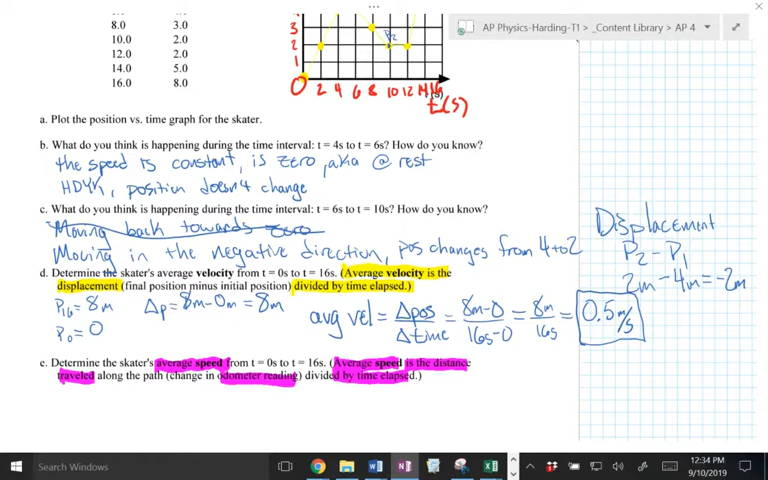 AP Physics-Harding-T1 > _Content Library > AP 4
8.0 3.0
10.0 2.0
12.0 2.0
14.0 5.0
16.0 8.0
3
2
1
0 2 4 6 8 10 12 14 16
t(s)
a. Plot the position vs. time graph for the skater.
b. What do you think is happening during the time interval: t = 4s to t = 6s? How do you know?
the speed is constant, is zero, aka @ rest
HDYK, position doesn't change
c. What do you think is happening during the time interval: t = 6s to t = 10s? How do you know?
Moving back towards zero
Moving in the negative direction, pos changes from 4 to 2
Displacement
P2 - P1
2m - 4m = -2m
d. Determine the skater's average velocity from t = 0s to t = 16s. (Average velocity is the
displacement (final position minus initial position) divided by time elapsed.)
P16 = 8m Δp = 8m - 0m = 8m
P0 = 0
avg vel = Δpos / Δtime = 8m-0 / 16s-0 = 8m / 16s = 0.5 m/s
e. Determine the skater's average speed from t = 0s to t = 16s. (Average speed is the distance
traveled along the path (change in odometer reading) divided by time elapsed.)
Search Windows
12:34 PM
9/10/2019